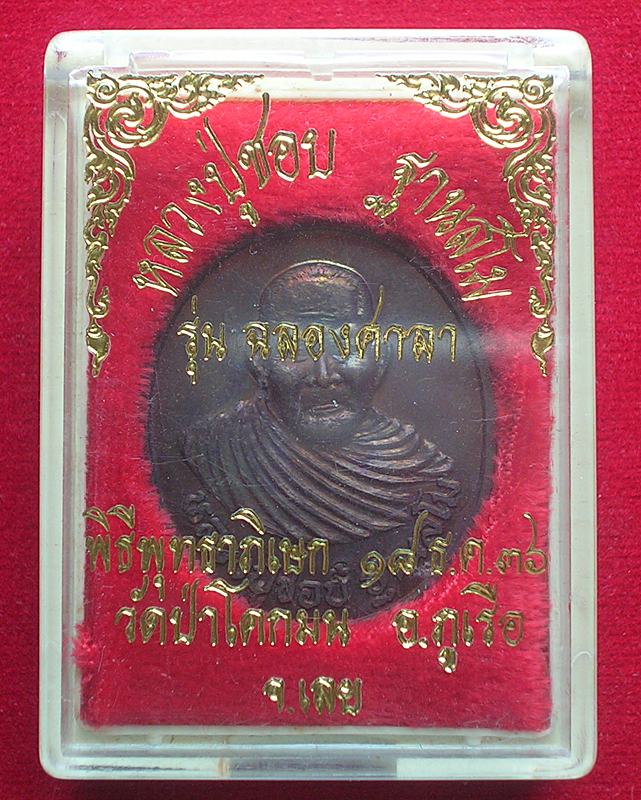 หลวงปู่ชอบ ฐานสโม
รุ่น ฉลองศาลา
พิธีพุทธาภิเษก ๑๘ ธ.ค.๓๖
วัดป่าโคกมน อ.ภูเรือ
จ.เลย